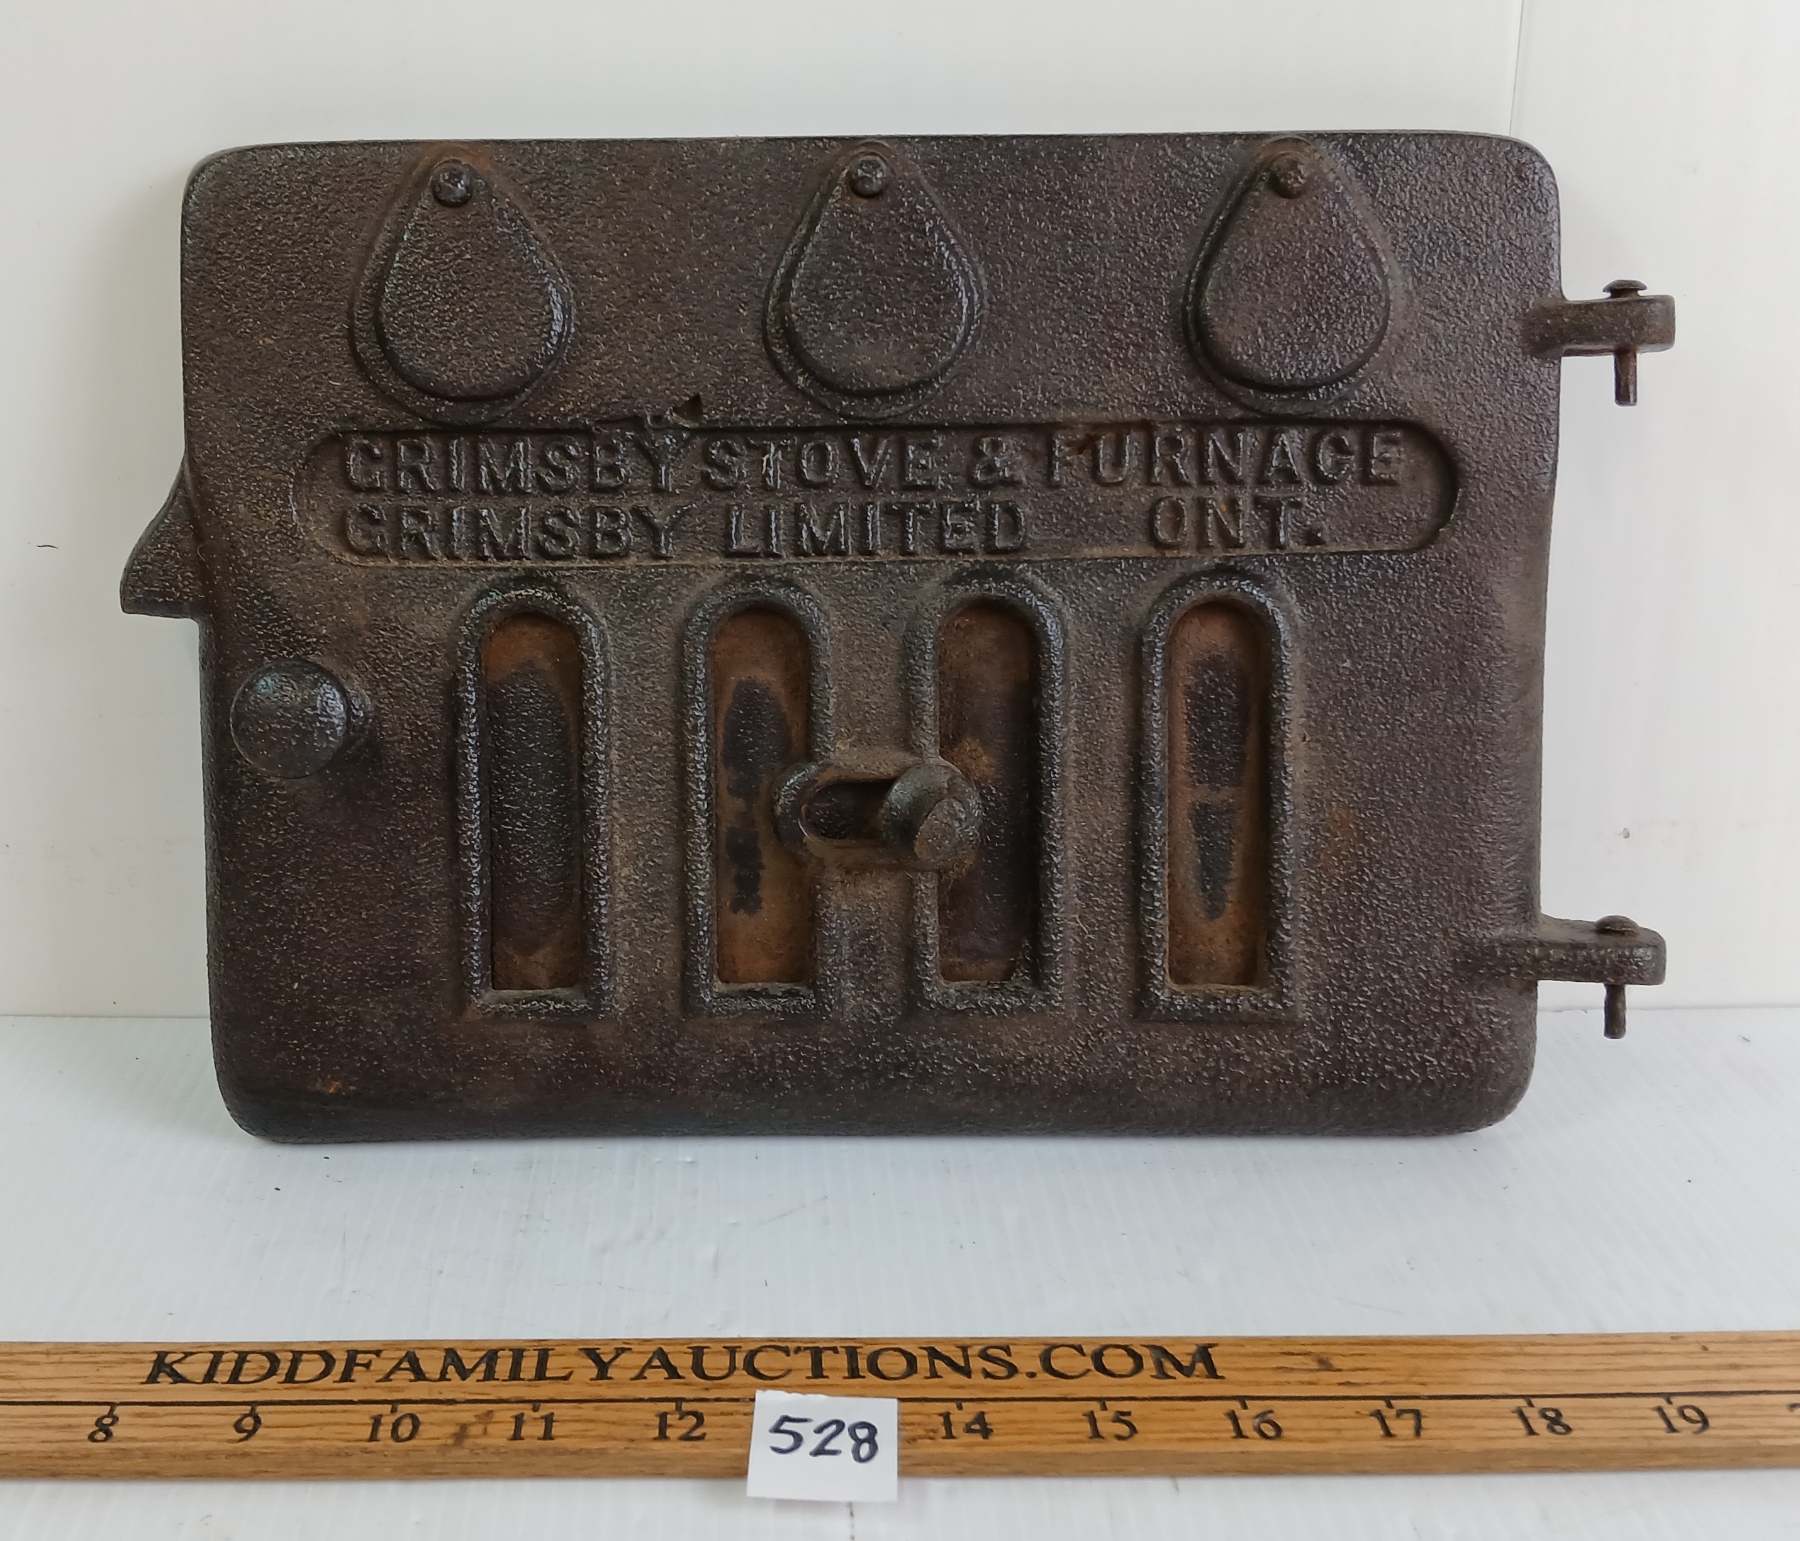 GRIMSBY STOVE & FURNACE
GRIMSBY LIMITED ONT.
KIDDFAMILYAUCTIONS.COM
8 9 10 11 12 14 15 16 17 18 19
528